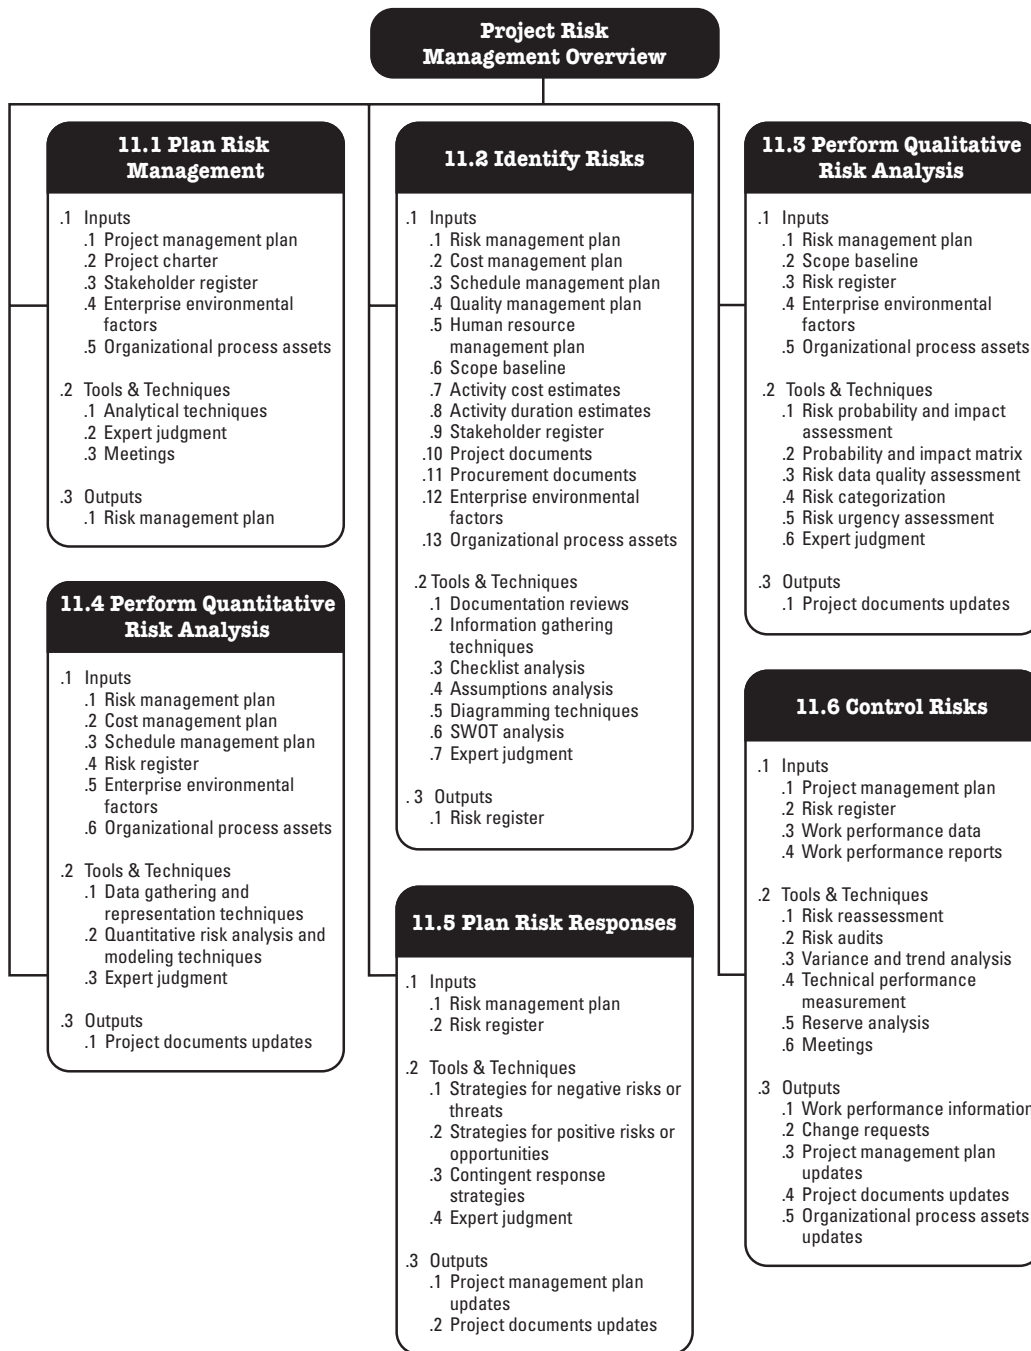 Project Risk
Management Overview
11.1 Plan Risk
Management
.1 Inputs
.1 Project management plan
.2 Project charter
.3 Stakeholder register
.4 Enterprise environmental
factors
.5 Organizational process assets
.2 Tools & Techniques
.1 Analytical techniques
.2 Expert judgment
.3 Meetings
.3 Outputs
.1 Risk management plan
11.2 Identify Risks
.1 Inputs
.1 Risk management plan
.2 Cost management plan
.3 Schedule management plan
.4 Quality management plan
.5 Human resource
management plan
.6 Scope baseline
.7 Activity cost estimates
.8 Activity duration estimates
.9 Stakeholder register
.10 Project documents
.11 Procurement documents
.12 Enterprise environmental
factors
.13 Organizational process assets
.2 Tools & Techniques
.1 Documentation reviews
.2 Information gathering
techniques
.3 Checklist analysis
.4 Assumptions analysis
.5 Diagramming techniques
.6 SWOT analysis
.7 Expert judgment
. 3 Outputs
.1 Risk register
11.3 Perform Qualitative
Risk Analysis
.1 Inputs
.1 Risk management plan
.2 Scope baseline
.3 Risk register
.4 Enterprise environmental
factors
.5 Organizational process assets
.2 Tools & Techniques
.1 Risk probability and impact
assessment
.2 Probability and impact matrix
.3 Risk data quality assessment
.4 Risk categorization
.5 Risk urgency assessment
.6 Expert judgment
.3 Outputs
.1 Project documents updates
11.4 Perform Quantitative
Risk Analysis
.1 Inputs
.1 Risk management plan
.2 Cost management plan
.3 Schedule management plan
.4 Risk register
.5 Enterprise environmental
factors
.6 Organizational process assets
.2 Tools & Techniques
.1 Data gathering and
representation techniques
.2 Quantitative risk analysis and
modeling techniques
.3 Expert judgment
.3 Outputs
.1 Project documents updates
11.5 Plan Risk Responses
.1 Inputs
.1 Risk management plan
.2 Risk register
.2 Tools & Techniques
.1 Strategies for negative risks or
threats
.2 Strategies for positive risks or
opportunities
.3 Contingent response
strategies
.4 Expert judgment
.3 Outputs
.1 Project management plan
updates
.2 Project documents updates
11.6 Control Risks
.1 Inputs
.1 Project management plan
.2 Risk register
.3 Work performance data
.4 Work performance reports
.2 Tools & Techniques
.1 Risk reassessment
.2 Risk audits
.3 Variance and trend analysis
.4 Technical performance
measurement
.5 Reserve analysis
.6 Meetings
.3 Outputs
.1 Work performance information
.2 Change requests
.3 Project management plan
updates
.4 Project documents updates
.5 Organizational process assets
updates